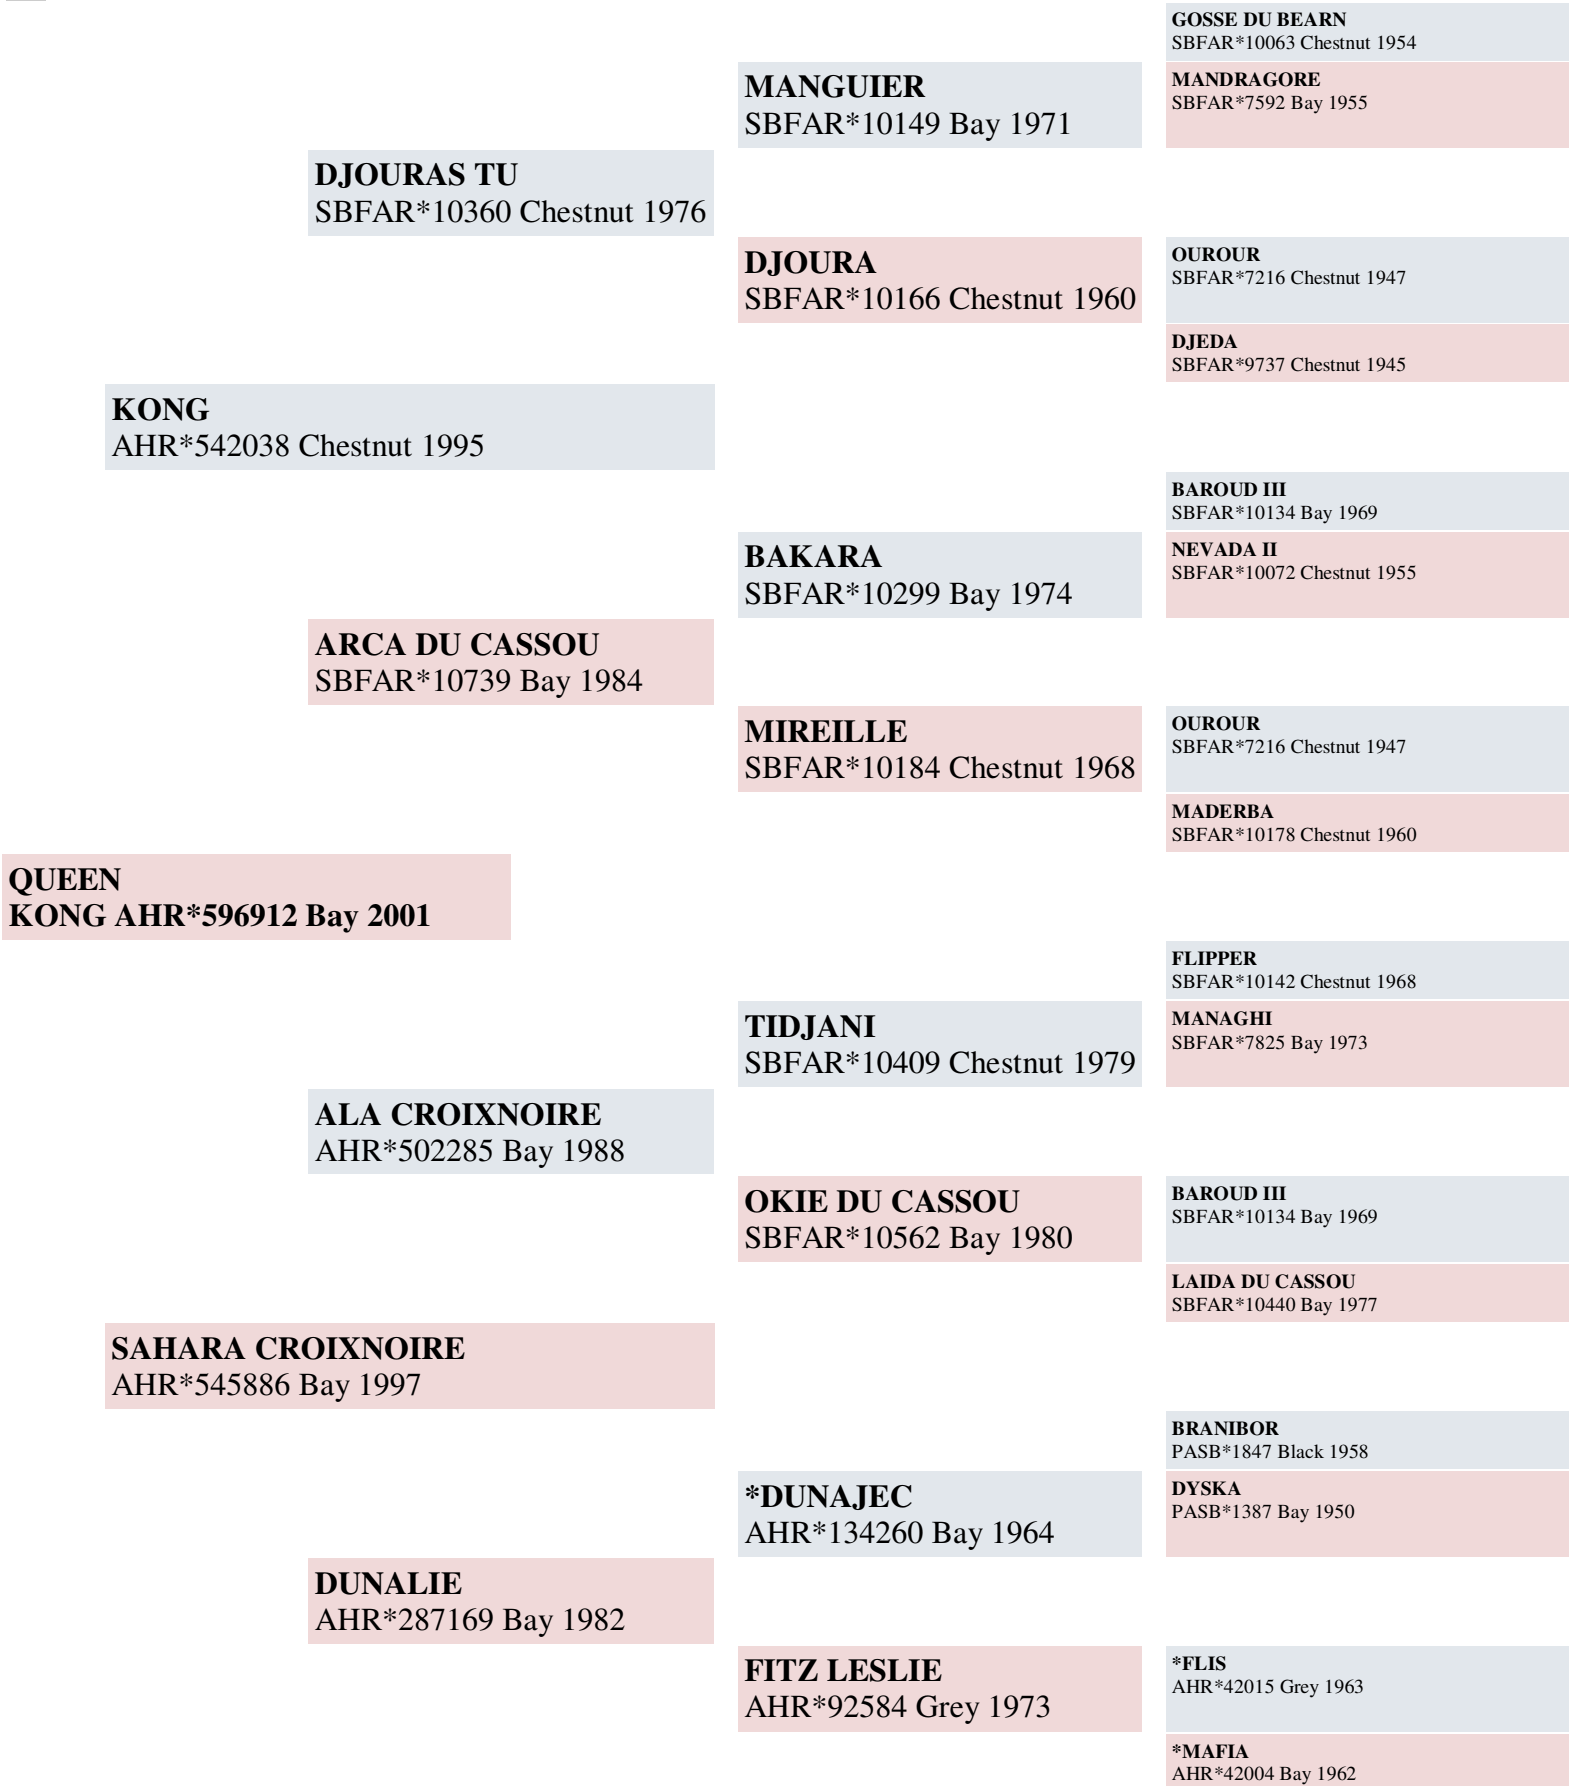 GOSSE DU BEARN
SBFAR*10063 Chestnut 1954
MANGUIER
SBFAR*10149 Bay 1971
MANDRAGORE
SBFAR*7592 Bay 1955
DJOURAS TU
SBFAR*10360 Chestnut 1976
DJOURA
SBFAR*10166 Chestnut 1960
OUROUR
SBFAR*7216 Chestnut 1947
DJEDA
SBFAR*9737 Chestnut 1945
KONG
AHR*542038 Chestnut 1995
BAROUD III
SBFAR*10134 Bay 1969
BAKARA
SBFAR*10299 Bay 1974
NEVADA II
SBFAR*10072 Chestnut 1955
ARCA DU CASSOU
SBFAR*10739 Bay 1984
MIREILLE
SBFAR*10184 Chestnut 1968
OUROUR
SBFAR*7216 Chestnut 1947
MADERBA
SBFAR*10178 Chestnut 1960
QUEEN
KONG AHR*596912 Bay 2001
FLIPPER
SBFAR*10142 Chestnut 1968
TIDJANI
SBFAR*10409 Chestnut 1979
MANAGHI
SBFAR*7825 Bay 1973
ALA CROIXNOIRE
AHR*502285 Bay 1988
OKIE DU CASSOU
SBFAR*10562 Bay 1980
BAROUD III
SBFAR*10134 Bay 1969
LAIDA DU CASSOU
SBFAR*10440 Bay 1977
SAHARA CROIXNOIRE
AHR*545886 Bay 1997
BRANIBOR
PASB*1847 Black 1958
*DUNAJEC
AHR*134260 Bay 1964
DYSKA
PASB*1387 Bay 1950
DUNALIE
AHR*287169 Bay 1982
FITZ LESLIE
AHR*92584 Grey 1973
*FLIS
AHR*42015 Grey 1963
*MAFIA
AHR*42004 Bay 1962